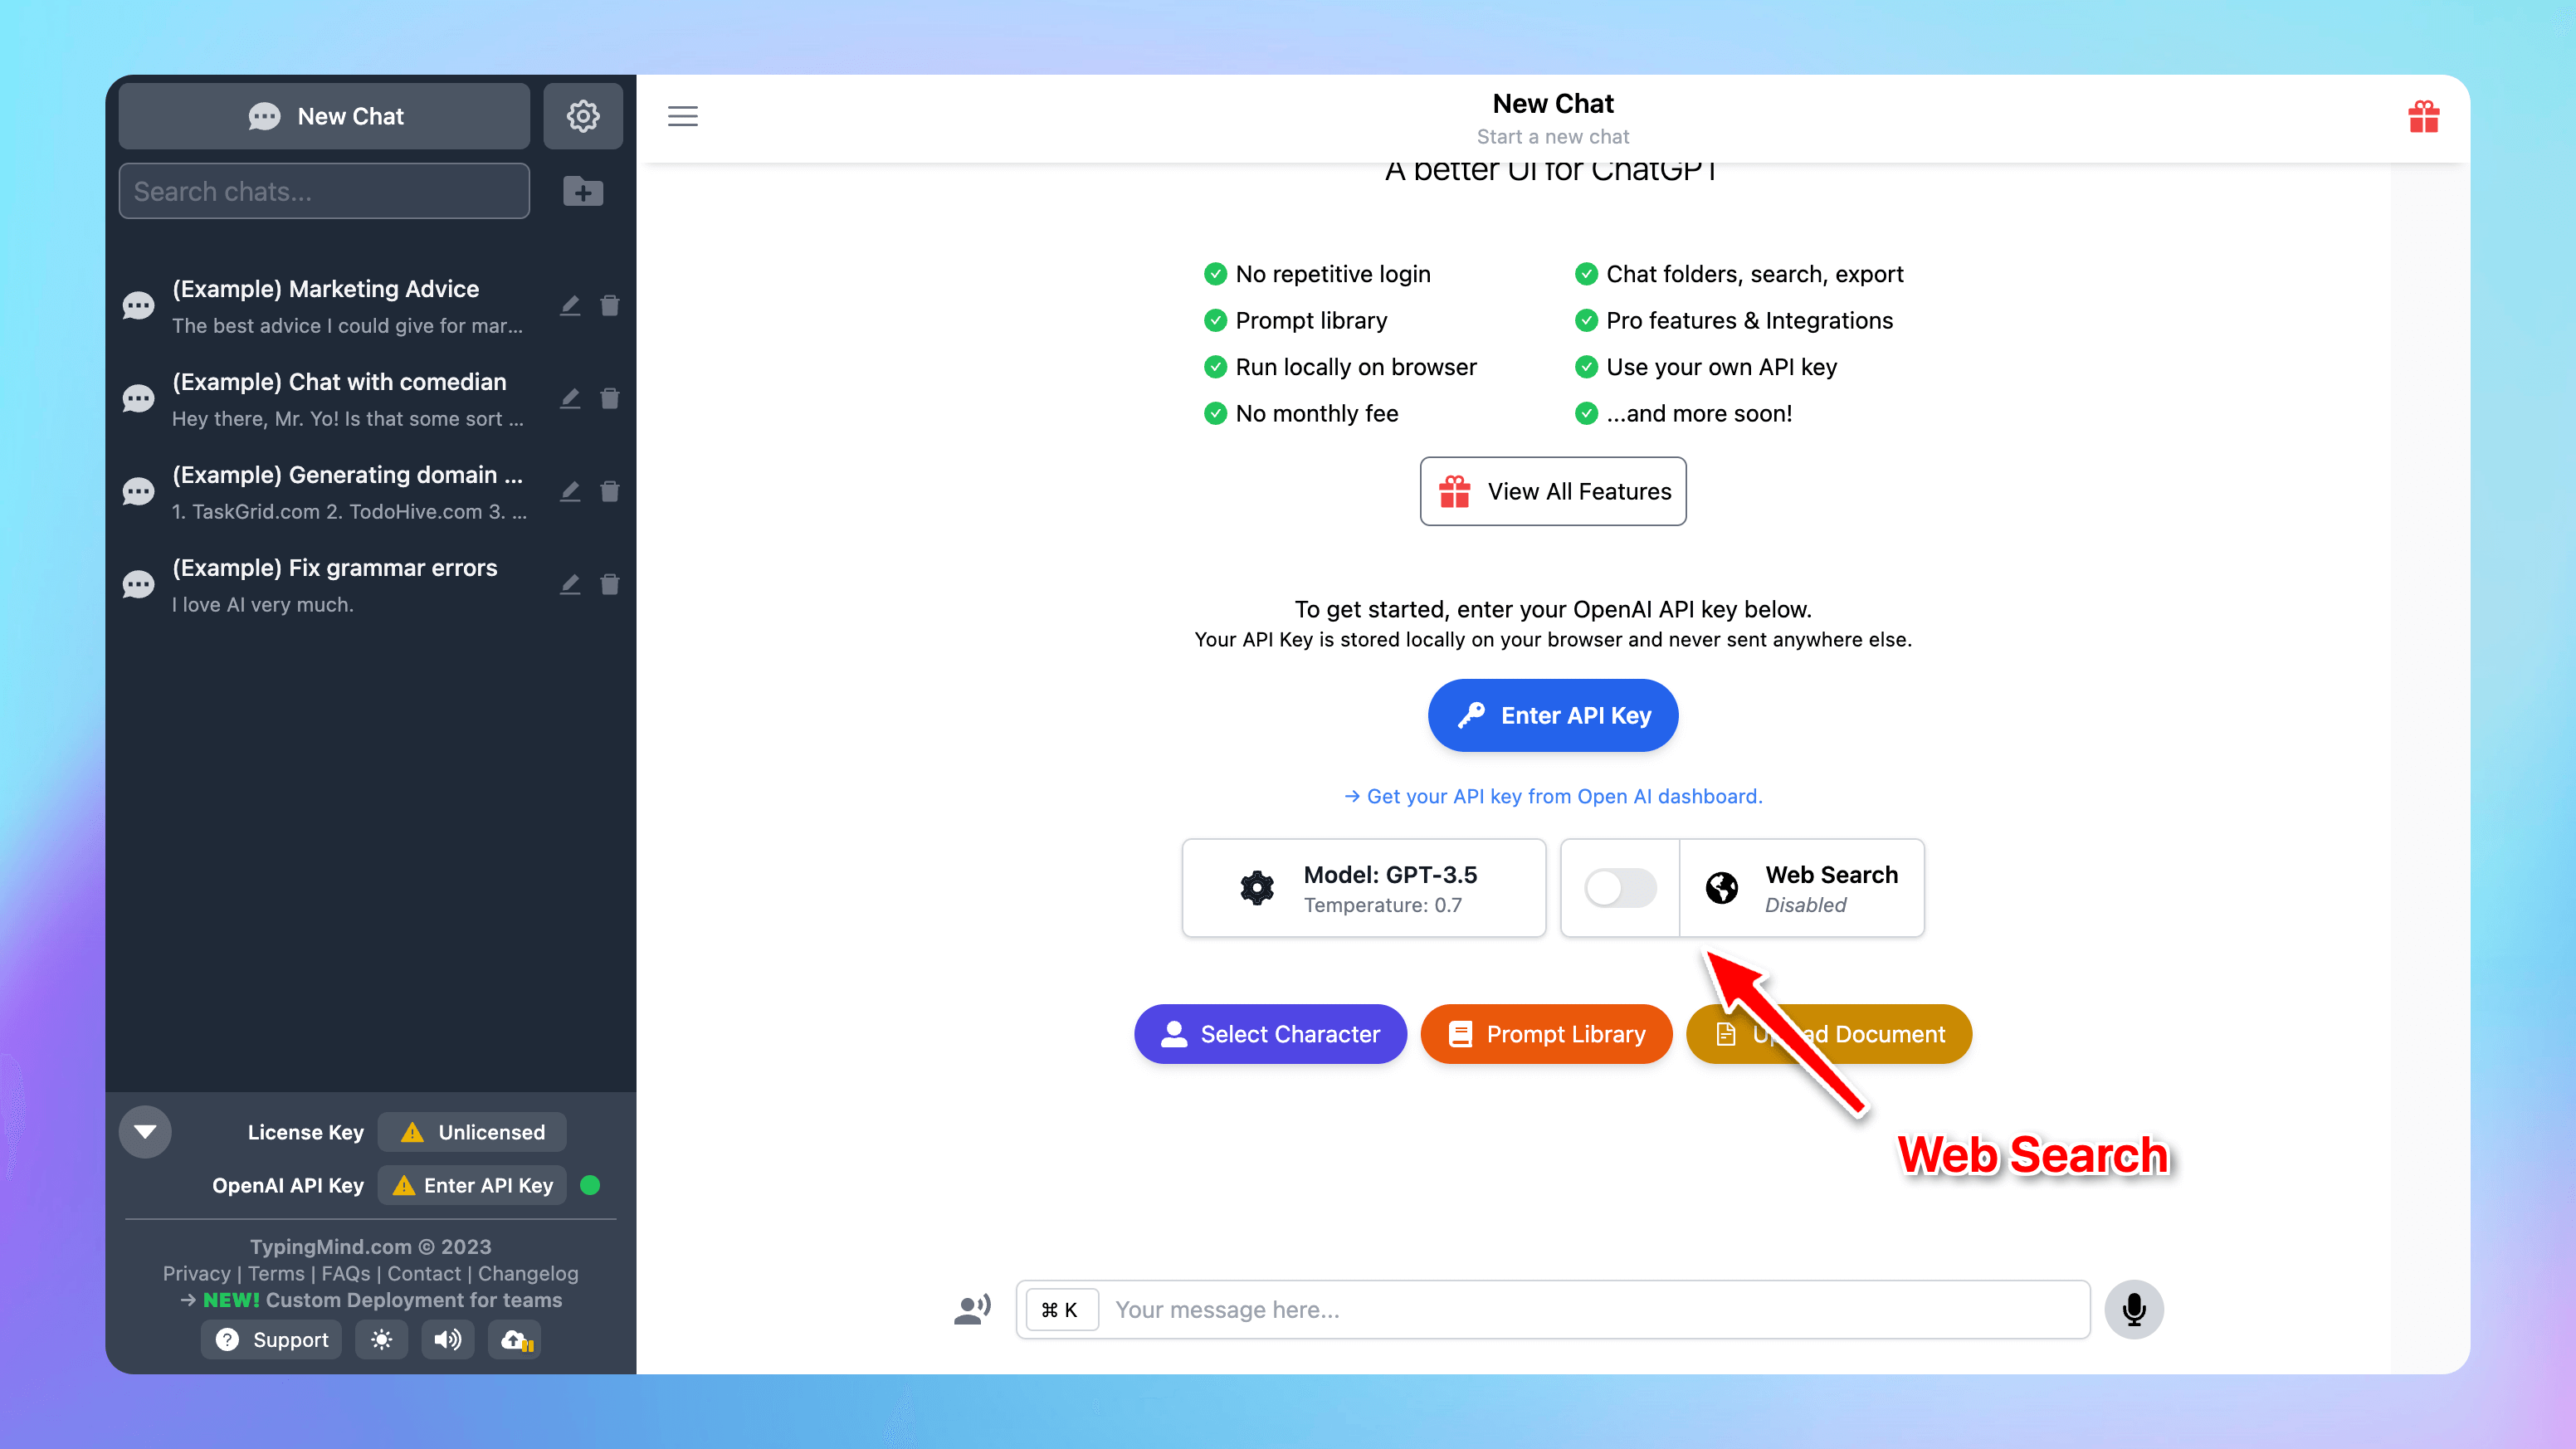 New Chat
Search chats...
(Example) Marketing Advice
The best advice I could give for mar...
(Example) Chat with comedian
Hey there, Mr. Yo! Is that some sort ...
(Example) Generating domain ...
1. TaskGrid.com 2. TodoHive.com 3. ...
(Example) Fix grammar errors
I love AI very much.
License Key
Unlicensed
OpenAI API Key
Enter API Key
TypingMind.com © 2023
Privacy | Terms | FAQs | Contact | Changelog
→ NEW! Custom Deployment for teams
Support
New Chat
Start a new chat
A better UI for ChatGPT
No repetitive login
Chat folders, search, export
Prompt library
Pro features & Integrations
Run locally on browser
Use your own API key
No monthly fee
...and more soon!
View All Features
To get started, enter your OpenAI API key below.
Your API Key is stored locally on your browser and never sent anywhere else.
Enter API Key
→ Get your API key from Open AI dashboard.
Model: GPT-3.5
Temperature: 0.7
Web Search
Disabled
Select Character
Prompt Library
Upload Document
Web Search
⌘ K
Your message here...